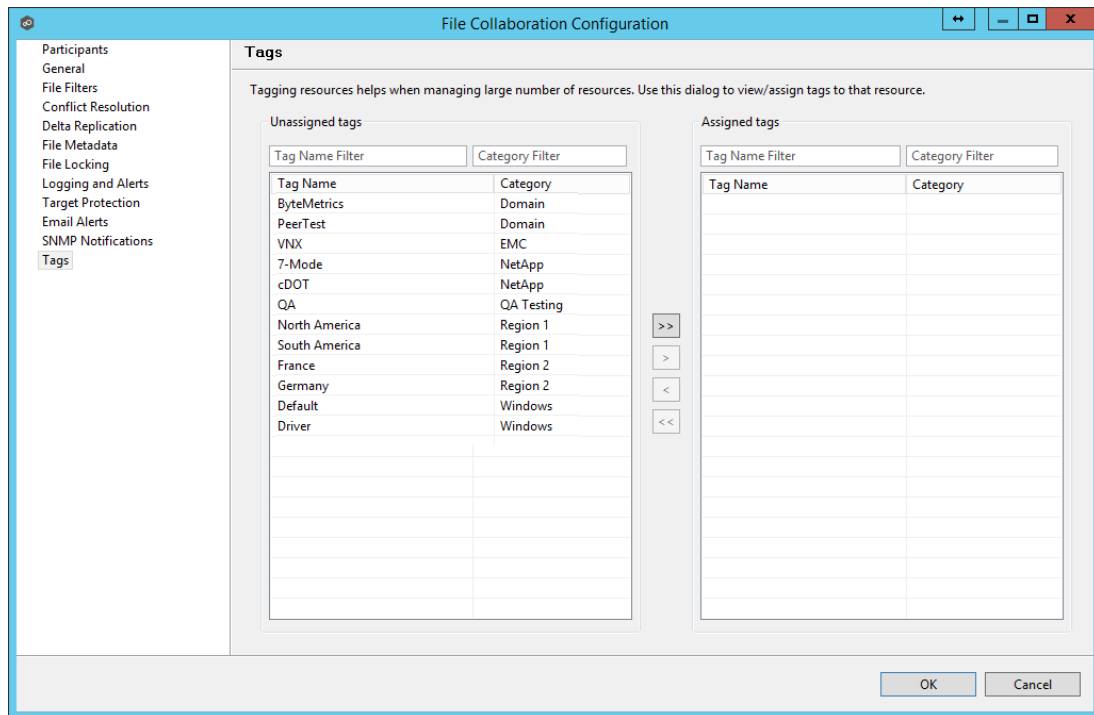 File Collaboration Configuration
Participants
General
File Filters
Conflict Resolution
Delta Replication
File Metadata
File Locking
Logging and Alerts
Target Protection
Email Alerts
SNMP Notifications
Tags
Tags
Tagging resources helps when managing large number of resources. Use this dialog to view/assign tags to that resource.
Unassigned tags
Tag Name Filter Category Filter
Tag Name Category
ByteMetrics Domain
PeerTest Domain
VNX EMC
7-Mode NetApp
cDOT NetApp
QA QA Testing
North America Region 1
South America Region 1
France Region 2
Germany Region 2
Default Windows
Driver Windows
>>
>
<
<<
Assigned tags
Tag Name Filter Category Filter
Tag Name Category
OK Cancel